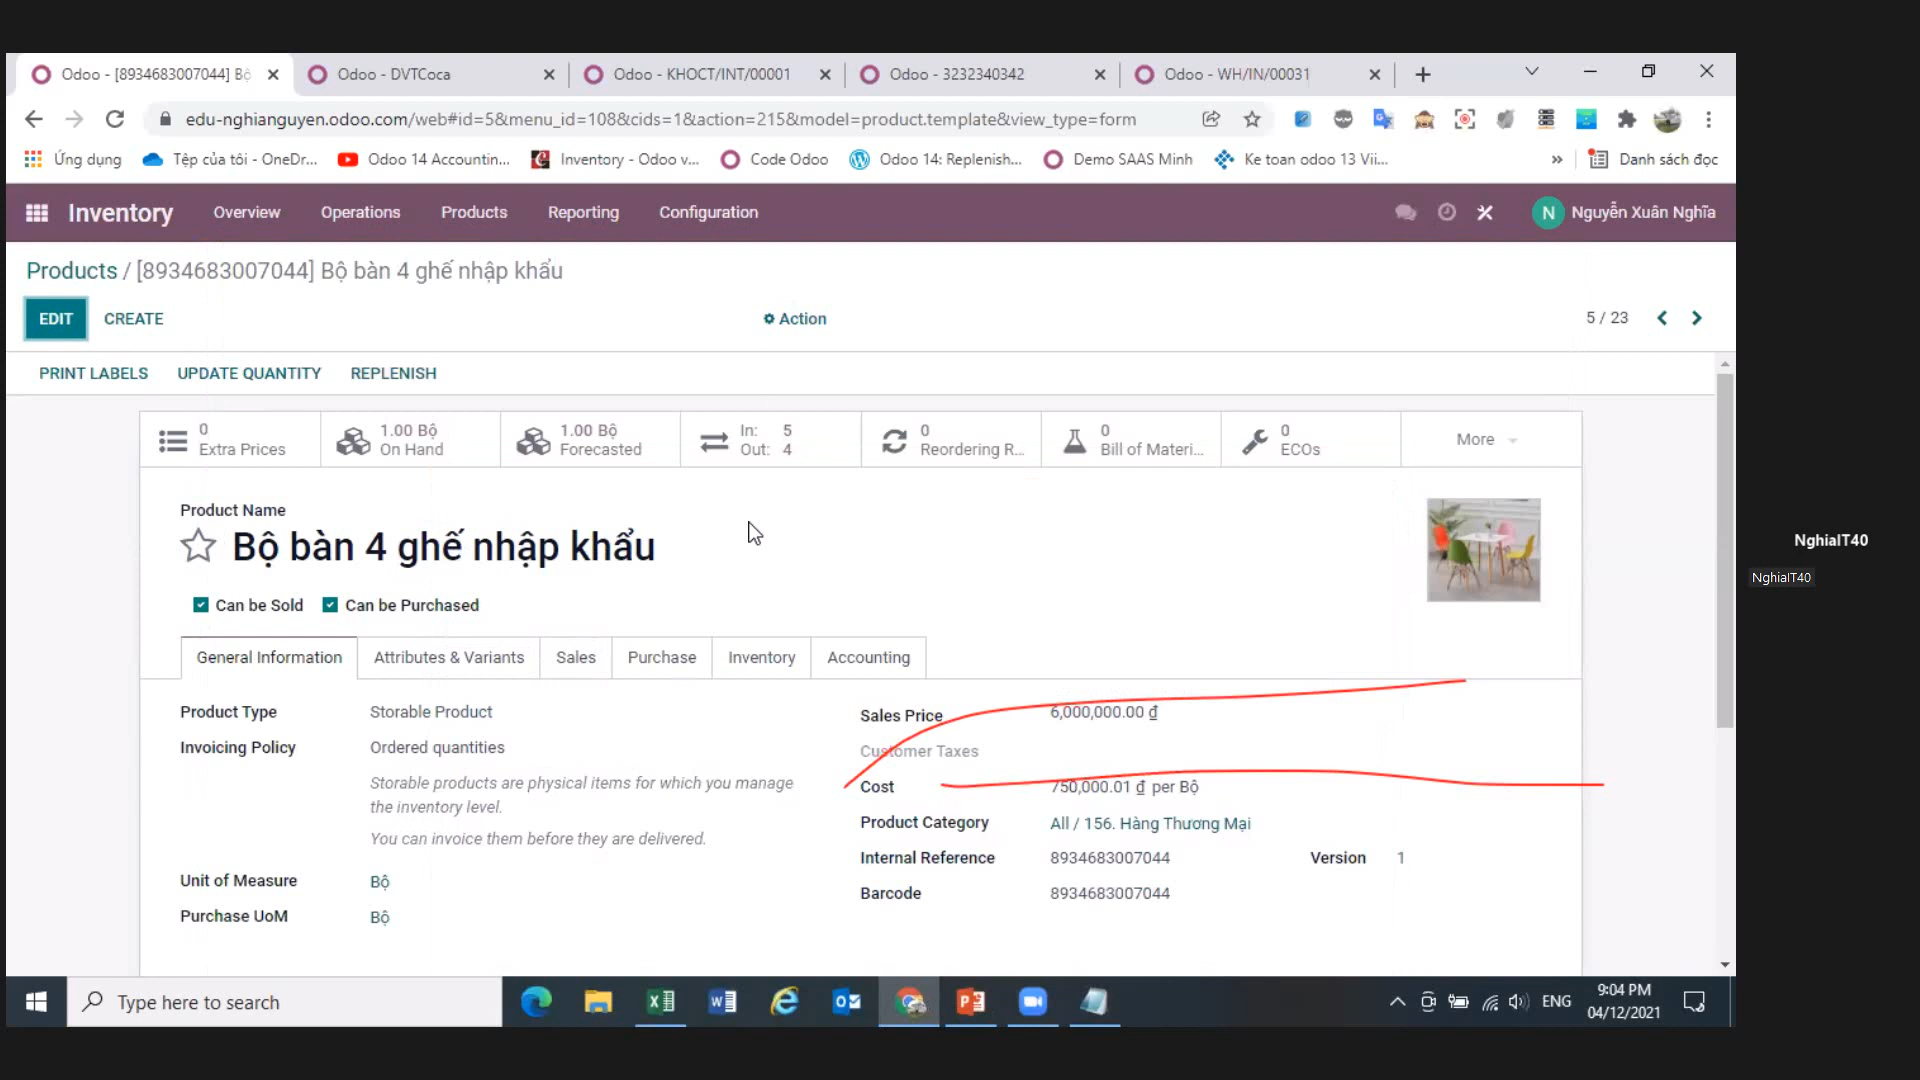 Odoo - [8934683007044] Bộ
Odoo - DVTCoca
Odoo - KHOCT/INT/00001
Odoo - 3232340342
Odoo - WH/IN/00031
edu-nghianguyen.odoo.com/web#id=5&menu_id=108&cids=1&action=215&model=product.template&view_type=form
Ứng dụng
Tệp của tôi - OneDr...
Odoo 14 Accountin...
Inventory - Odoo v...
Code Odoo
Odoo 14: Replenish...
Demo SAAS Minh
Ke toan odoo 13 Vii...
»
Danh sách đọc
Inventory
Overview
Operations
Products
Reporting
Configuration
N
Nguyễn Xuân Nghĩa
Products / [8934683007044] Bộ bàn 4 ghế nhập khẩu
EDIT
CREATE
Action
5 / 23
PRINT LABELS
UPDATE QUANTITY
REPLENISH
0
Extra Prices
1.00 Bộ
On Hand
1.00 Bộ
Forecasted
In: 5
Out: 4
0
Reordering R...
0
Bill of Materi...
0
ECOs
More
Product Name
Bộ bàn 4 ghế nhập khẩu
Can be Sold
Can be Purchased
General Information
Attributes & Variants
Sales
Purchase
Inventory
Accounting
Product Type
Storable Product
Invoicing Policy
Ordered quantities
Storable products are physical items for which you manage
the inventory level.
You can invoice them before they are delivered.
Unit of Measure
Bộ
Purchase UoM
Bộ
Sales Price
6,000,000.00 ₫
Customer Taxes
Cost
750,000.01 ₫ per Bộ
Product Category
All / 156. Hàng Thương Mại
Internal Reference
8934683007044
Version 1
Barcode
8934683007044
NghiaIT40
NghiaIT40
Type here to search
ENG
9:04 PM
04/12/2021